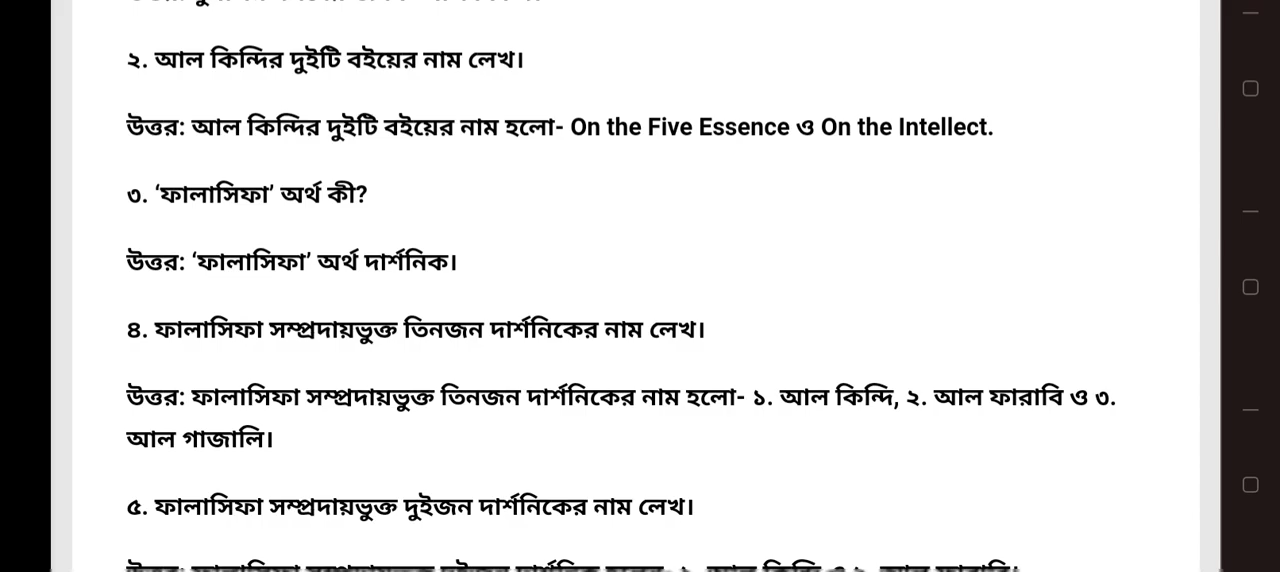 ২. আল কিন্দির দুইটি বইয়ের নাম লেখ।
উত্তর: আল কিন্দির দুইটি বইয়ের নাম হলো- On the Five Essence ও On the Intellect.
৩. ‘ফালাসিফা’ অর্থ কী?
উত্তর: ‘ফালাসিফা’ অর্থ দার্শনিক।
৪. ফালাসিফা সম্প্রদায়ভুক্ত তিনজন দার্শনিকের নাম লেখ।
উত্তর: ফালাসিফা সম্প্রদায়ভুক্ত তিনজন দার্শনিকের নাম হলো- ১. আল কিন্দি, ২. আল ফারাবি ও ৩.
আল গাজালি।
৫. ফালাসিফা সম্প্রদায়ভুক্ত দুইজন দার্শনিকের নাম লেখ।